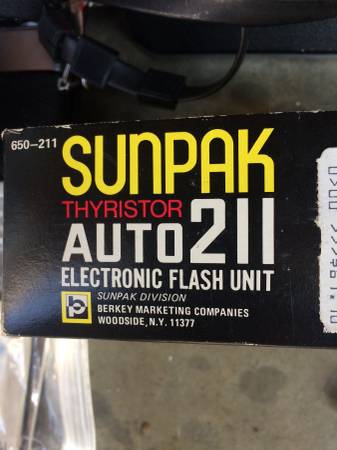 650-211
SUNPAK
THYRISTOR
AUTO 211
ELECTRONIC FLASH UNIT
SUNPAK DIVISION
BERKEY MARKETING COMPANIES
WOODSIDE, N.Y. 11377